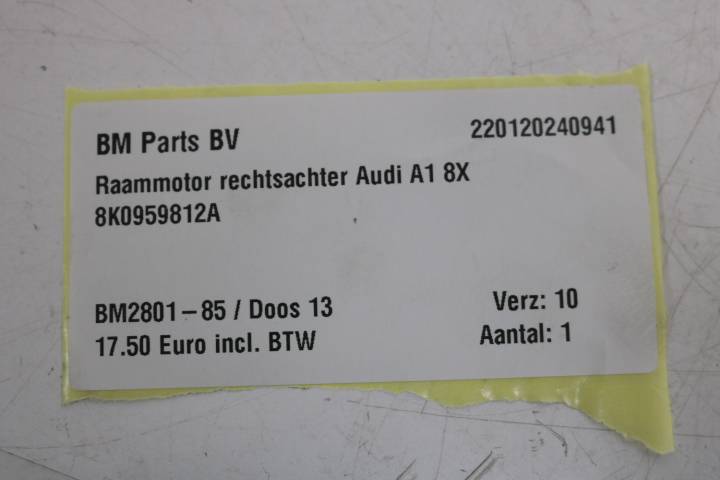 BM Parts BV 220120240941
Raammotor rechtsachter Audi A1 8X
8K0959812A
BM2801-85 / Doos 13 Verz: 10
17.50 Euro incl. BTW Aantal: 1